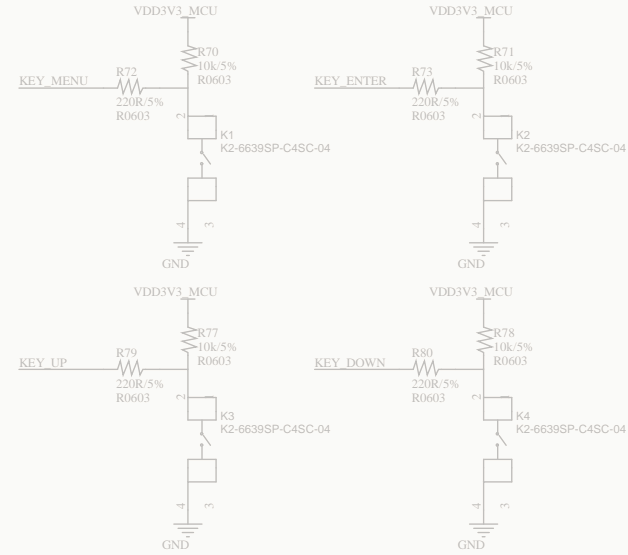 VDD3V3_MCU
R70
10k/5%
R0603
KEY_MENU
R72
220R/5%
R0603
2
1
K1
K2-6639SP-C4SC-04
4
3
GND
VDD3V3_MCU
R71
10k/5%
R0603
KEY_ENTER
R73
220R/5%
R0603
2
1
K2
K2-6639SP-C4SC-04
4
3
GND
VDD3V3_MCU
R77
10k/5%
R0603
KEY_UP
R79
220R/5%
R0603
2
1
K3
K2-6639SP-C4SC-04
4
3
GND
VDD3V3_MCU
R78
10k/5%
R0603
KEY_DOWN
R80
220R/5%
R0603
2
1
K4
K2-6639SP-C4SC-04
4
3
GND